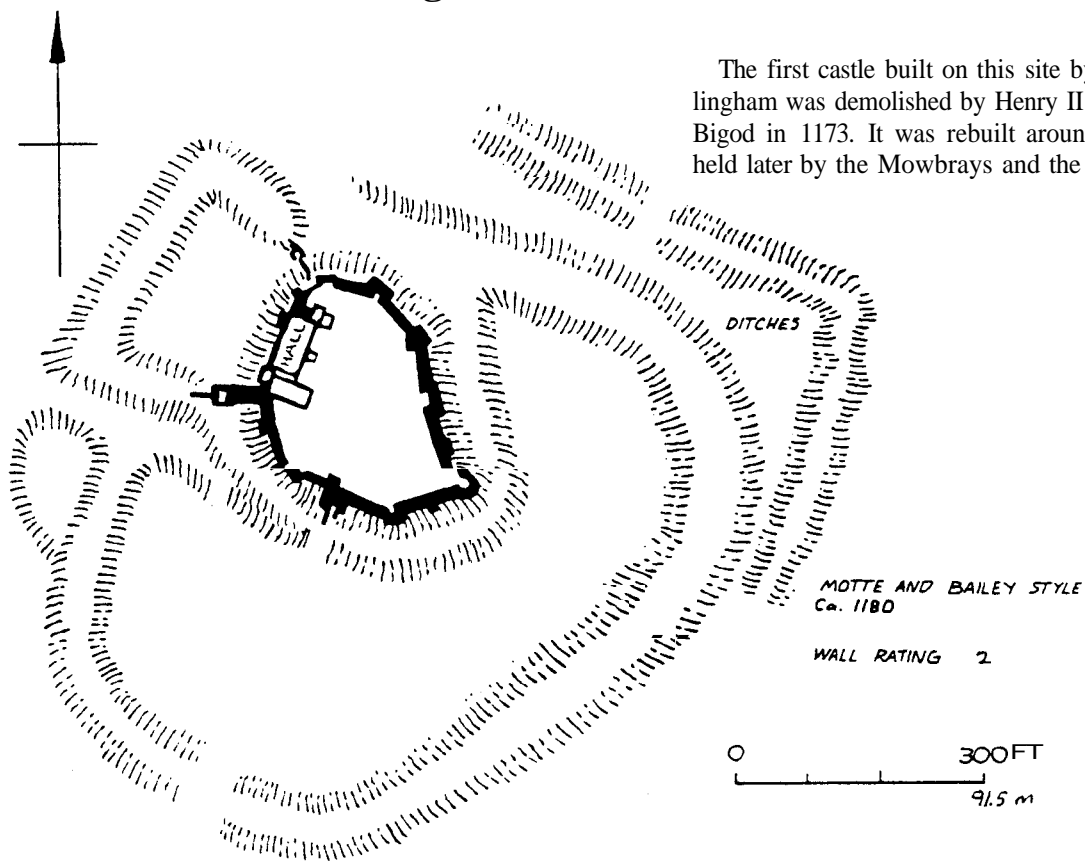 The first castle built on this site by
lingham was demolished by Henry II
Bigod in 1173. It was rebuilt aroun
held later by the Mowbrays and the
HALL
DITCHES
MOTTE AND BAILEY STYLE
Ca. 1180
WALL RATING 2
0 300FT
91.5 m